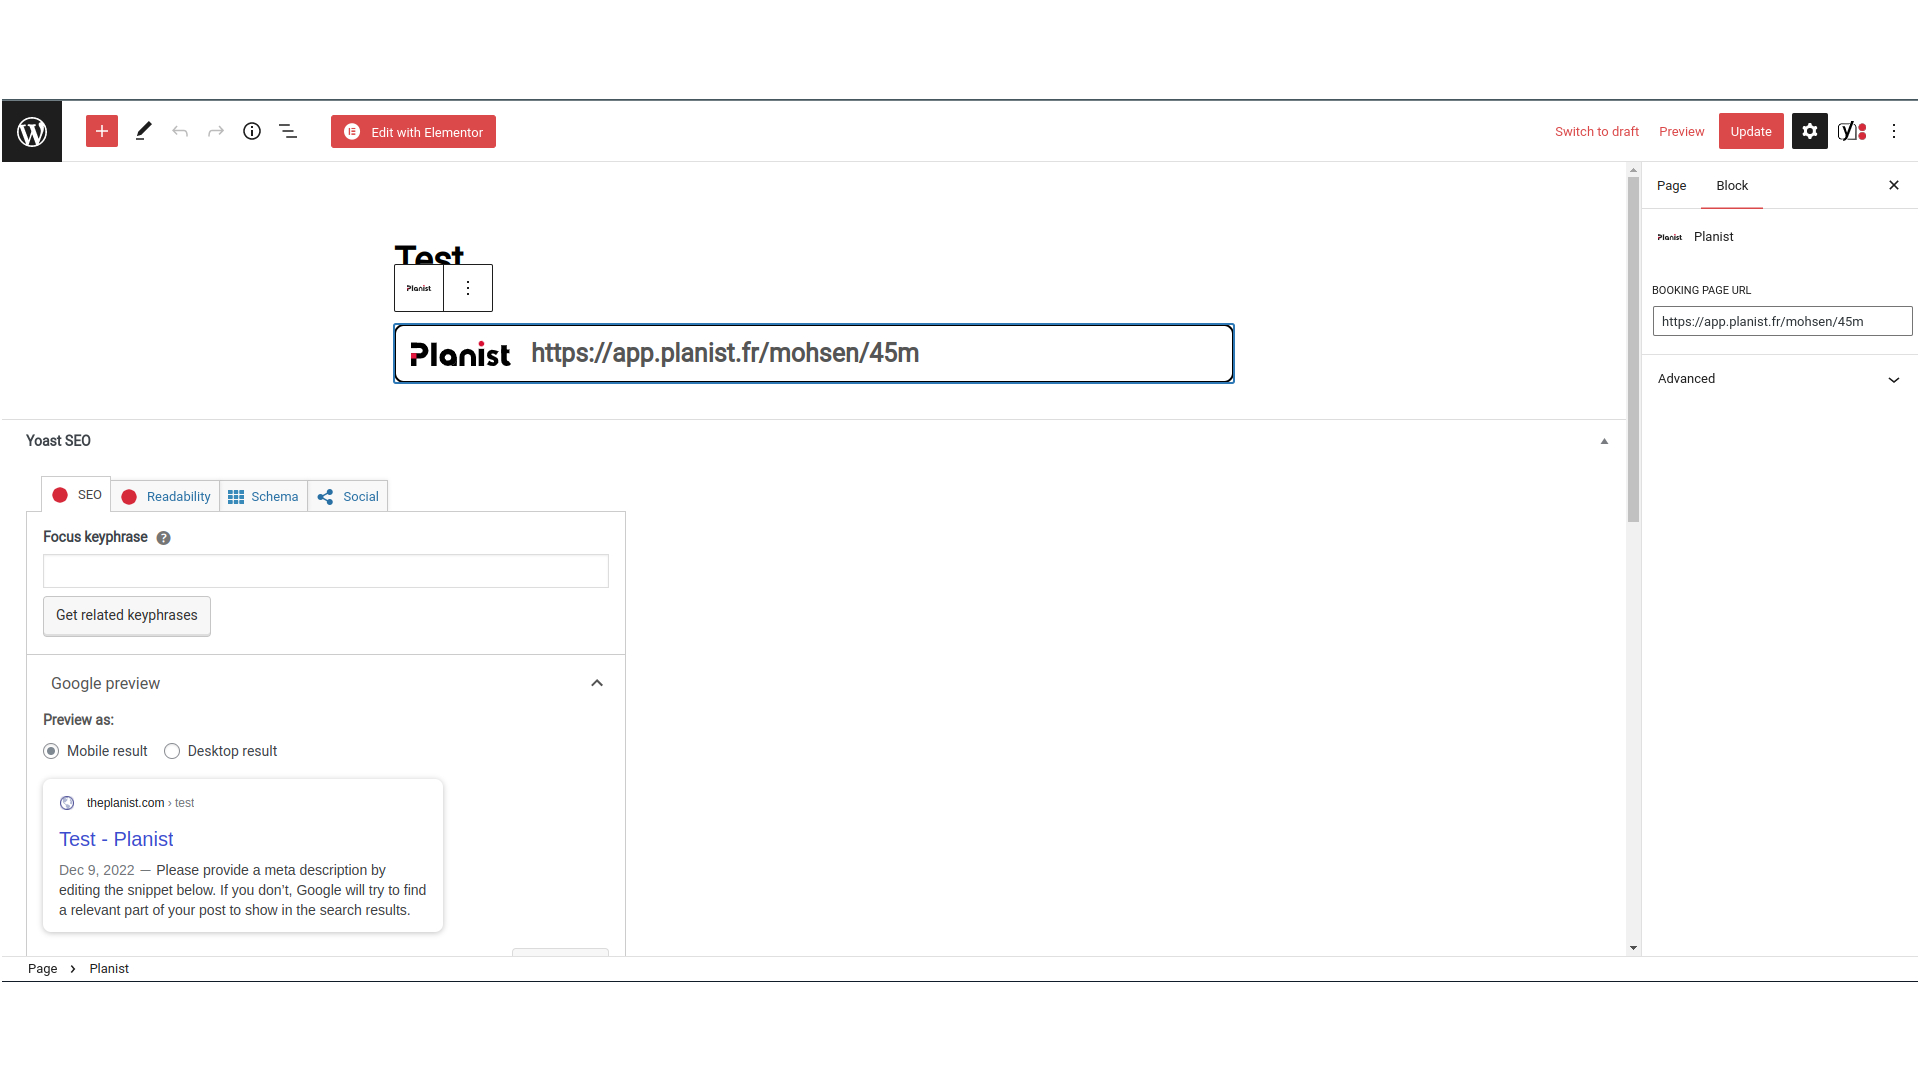 Edit with Elementor
Switch to draft
Preview
Update
Page
Block
Planist
Planist
BOOKING PAGE URL
https://app.planist.fr/mohsen/45m
Advanced
Test
Planist
Planist https://app.planist.fr/mohsen/45m
Yoast SEO
SEO
Readability
Schema
Social
Focus keyphrase ?
Get related keyphrases
Google preview
Preview as:
Mobile result
Desktop result
theplanist.com › test
Test - Planist
Dec 9, 2022 — Please provide a meta description by
editing the snippet below. If you don’t, Google will try to find
a relevant part of your post to show in the search results.
Page > Planist